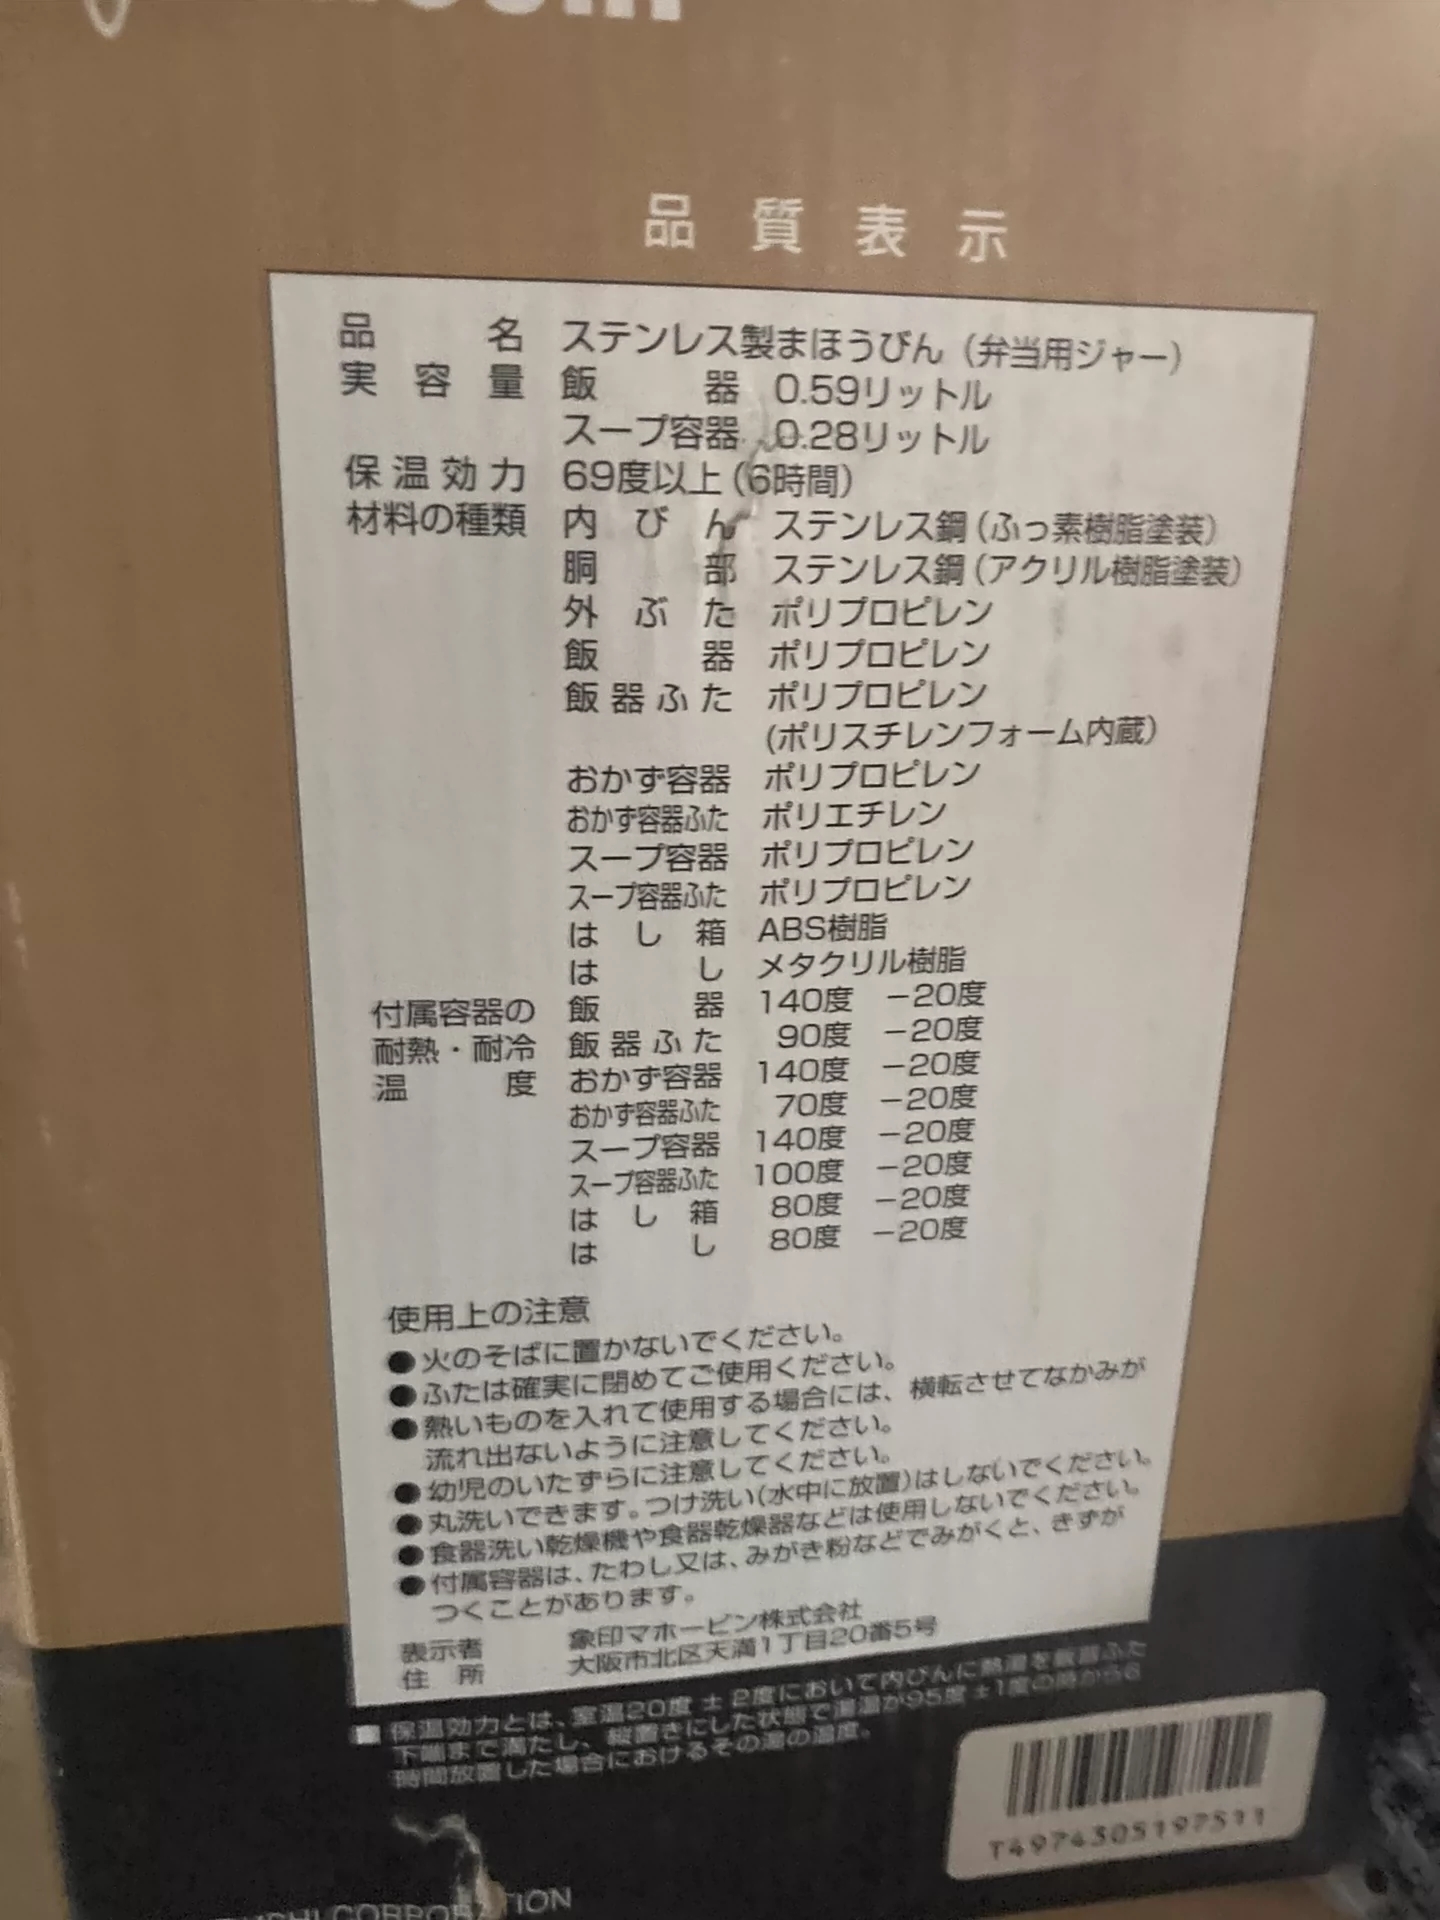 品質表示
品名 ステンレス製まほうびん（弁当用ジャー）
実容量 飯器 0.59リットル
スープ容器 0.28リットル
保温効力 69度以上（6時間）
材料の種類 内びん ステンレス鋼（ふっ素樹脂塗装）
胴部 ステンレス鋼（アクリル樹脂塗装）
外ぶた ポリプロピレン
飯器 ポリプロピレン
飯器ふた ポリプロピレン
（ポリスチレンフォーム内蔵）
おかず容器 ポリプロピレン
おかず容器ふた ポリエチレン
スープ容器 ポリプロピレン
スープ容器ふた ポリプロピレン
はし箱 ABS樹脂
はし メタクリル樹脂
付属容器の 飯器 140度 −20度
耐熱・耐冷 飯器ふた 90度 −20度
温度 おかず容器 140度 −20度
おかず容器ふた 70度 −20度
スープ容器 140度 −20度
スープ容器ふた 100度 −20度
はし箱 80度 −20度
はし 80度 −20度
使用上の注意
●火のそばに置かないでください。
●ふたは確実に閉めてご使用ください。
●熱いものを入れて使用する場合には、横転させてなかみが
流れ出ないように注意してください。
●幼児のいたずらに注意してください。
●丸洗いできます。つけ洗い（水中に放置）はしないでください。
●食器洗い乾燥機や食器乾燥器などは使用しないでください。
●付属容器は、たわし又は、みがき粉などでみがくと、きずが
つくことがあります。
表示者 象印マホービン株式会社
住所 大阪市北区天満1丁目20番5号
■保温効力とは、室温20度±2度において内びんに熱湯を飯器ふた
下端まで満たし、縦置きにした状態で湯温が95度±1度の時から6
時間放置した場合におけるその湯の温度。
T4974305197511
CORPORATION